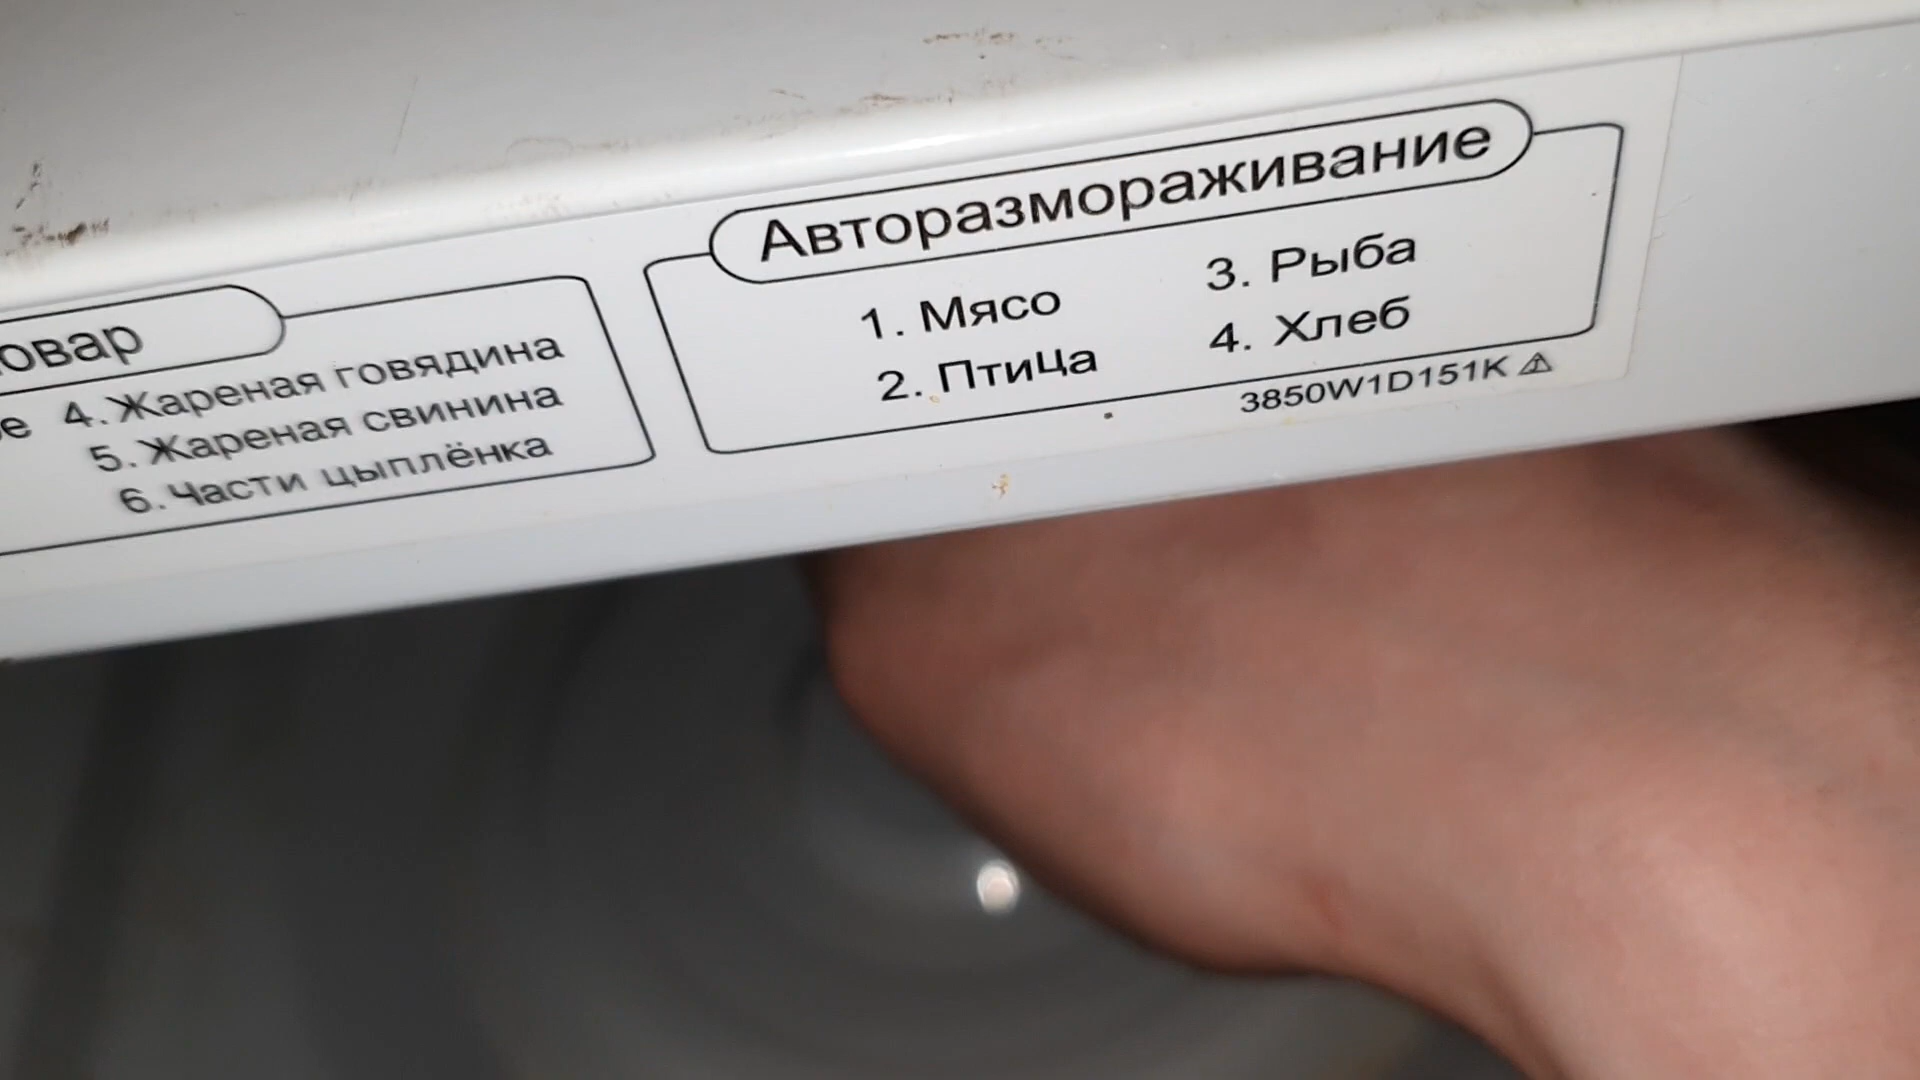 4. Жареная говядина
5. Жареная свинина
6. Части цыплёнка
Авторазмораживание
1. Мясо
2. Птица
3. Рыба
4. Хлеб
3850W1D151K